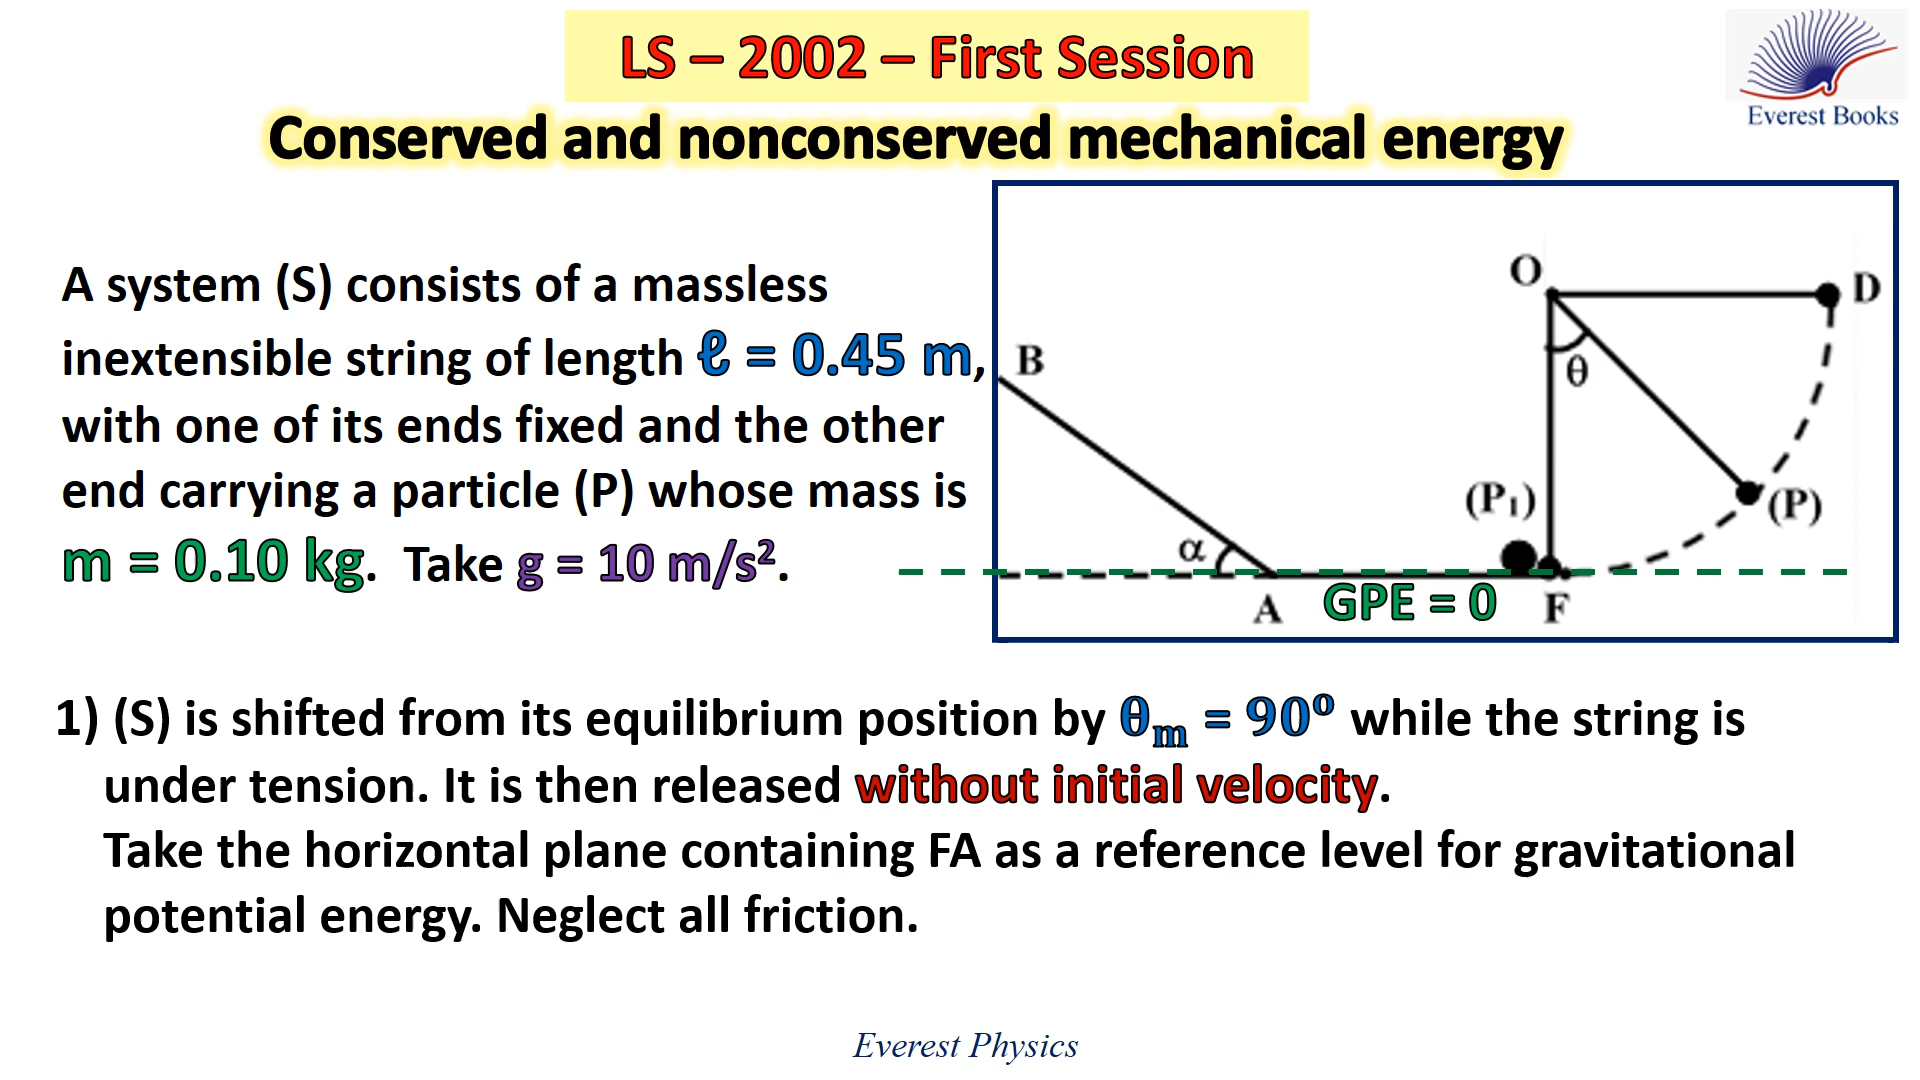 LS – 2002 – First Session
Everest Books
Conserved and nonconserved mechanical energy
A system (S) consists of a massless
inextensible string of length ℓ = 0.45 m,
with one of its ends fixed and the other
end carrying a particle (P) whose mass is
m = 0.10 kg. Take g = 10 m/s².
O
D
B
θ
(P₁)
(P)
α
A
GPE = 0
F
1) (S) is shifted from its equilibrium position by θₘ = 90⁰ while the string is
under tension. It is then released without initial velocity.
Take the horizontal plane containing FA as a reference level for gravitational
potential energy. Neglect all friction.
Everest Physics